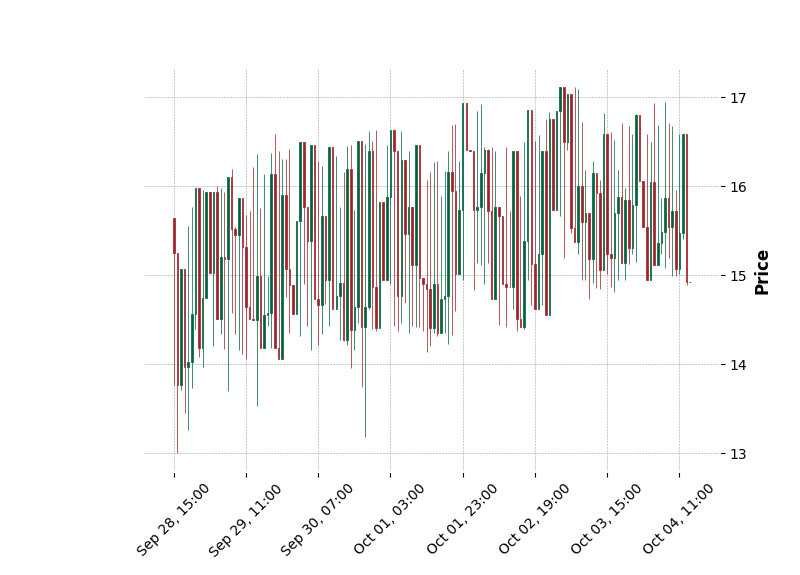 17
16
15
14
13
Price
Sep 28, 15:00
Sep 29, 11:00
Sep 30, 07:00
Oct 01, 03:00
Oct 01, 23:00
Oct 02, 19:00
Oct 03, 15:00
Oct 04, 11:00